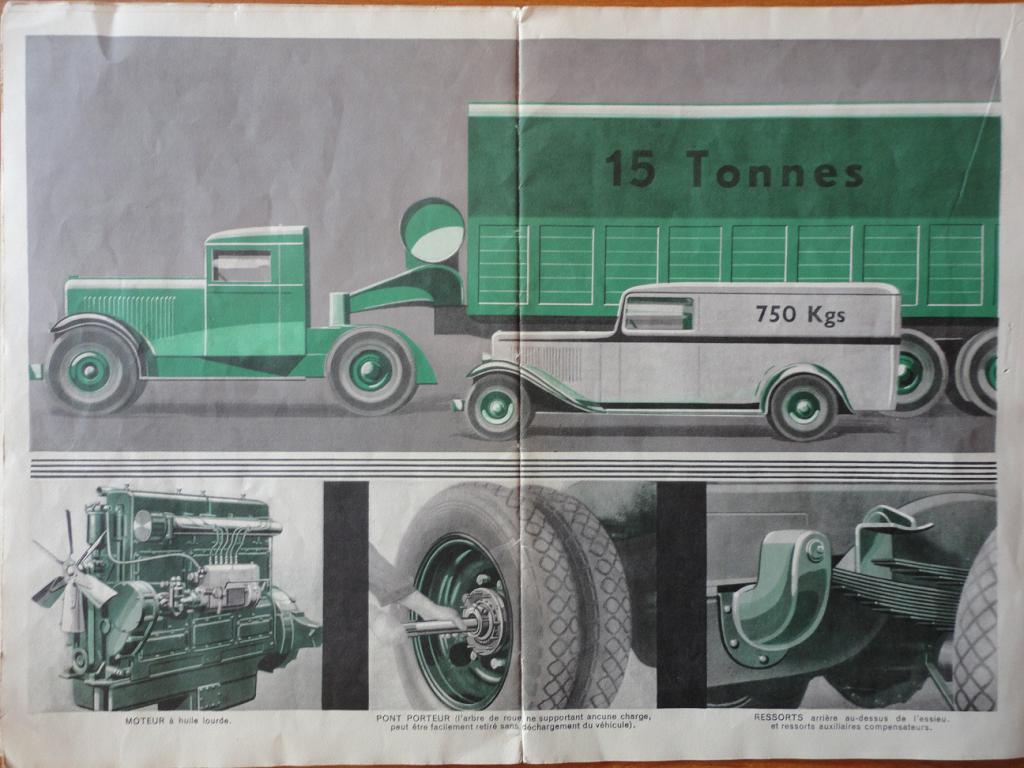 15 Tonnes
750 Kgs
MOTEUR à huile lourde.
PONT PORTEUR (l'arbre de roue ne supportant ancune charge,
peut être facilement retiré sans déchargement du véhicule).
RESSORTS arrière au-dessus de l'essieu.
et ressorts auxiliaires compensateurs.